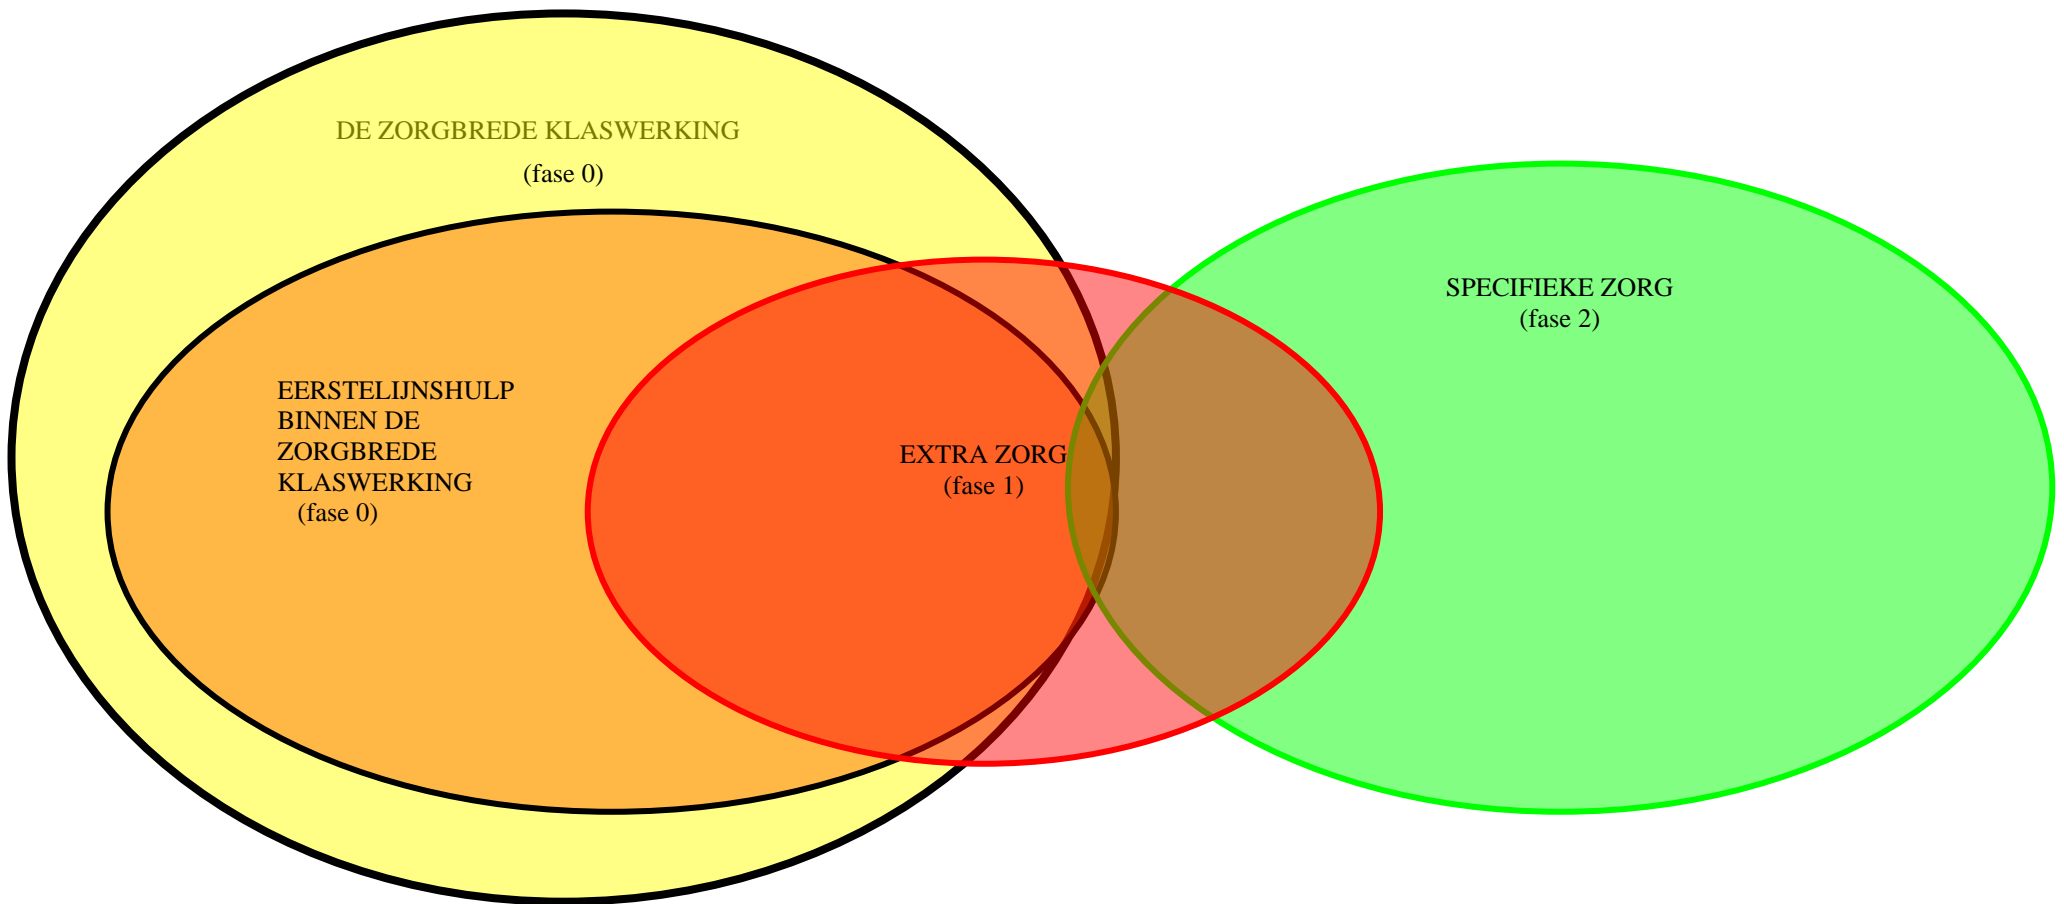 DE ZORGBREDE KLASWERKING
(fase 0)
EERSTELIJNSHULP
BINNEN DE
ZORGBREDE
KLASWERKING
(fase 0)
EXTRA ZORG
(fase 1)
SPECIFIEKE ZORG
(fase 2)